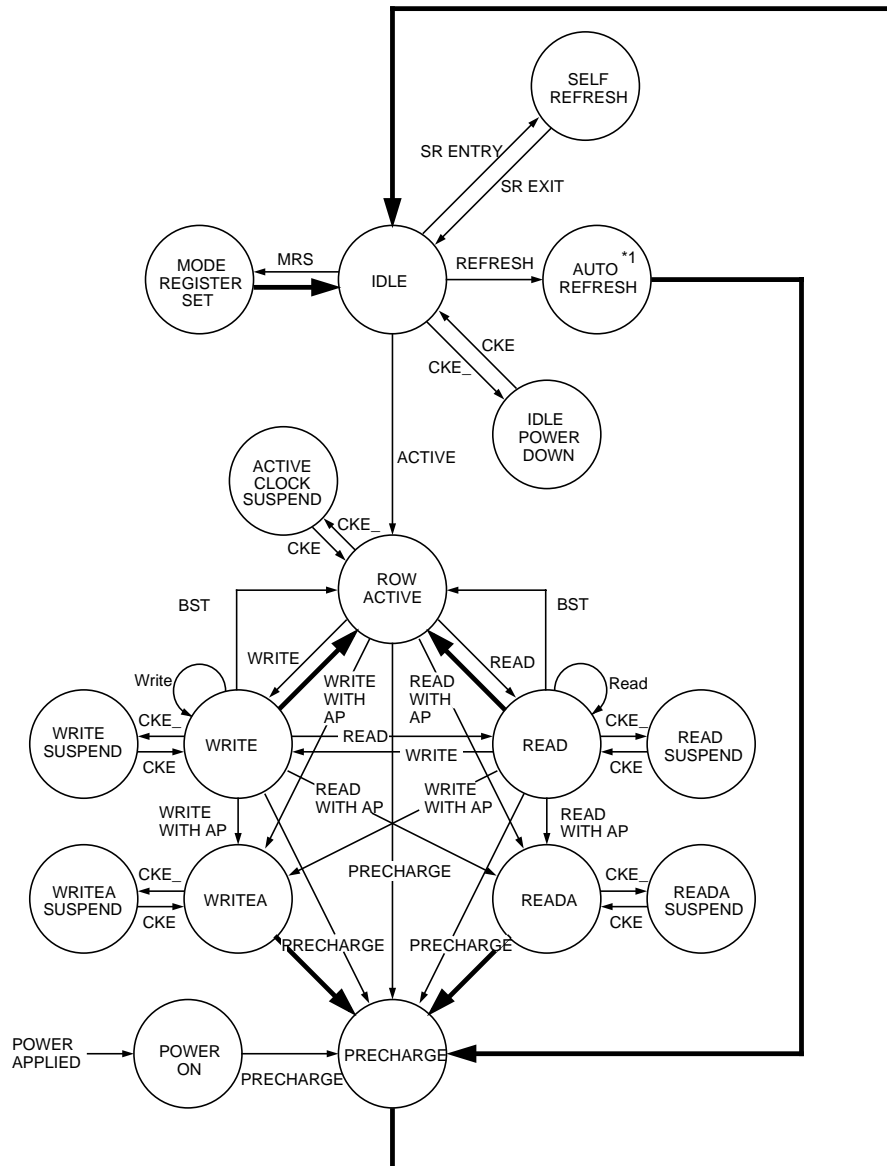 SELF
REFRESH
SR ENTRY
SR EXIT
MODE
REGISTER
SET
MRS
IDLE
REFRESH
AUTO
REFRESH
*1
CKE
CKE_
IDLE
POWER
DOWN
ACTIVE
ACTIVE
CLOCK
SUSPEND
CKE_
CKE
ROW
ACTIVE
BST
BST
WRITE
READ
Write
WRITE
WITH
AP
READ
WITH
AP
Read
WRITE
SUSPEND
CKE_
CKE
WRITE
READ
WRITE
READ
CKE_
CKE
READ
SUSPEND
WRITE
WITH AP
READ
WITH AP
WRITE
WITH AP
READ
WITH AP
WRITEA
SUSPEND
CKE_
CKE
WRITEA
PRECHARGE
READA
CKE_
CKE
READA
SUSPEND
PRECHARGE
PRECHARGE
POWER
APPLIED
POWER
ON
PRECHARGE
PRECHARGE